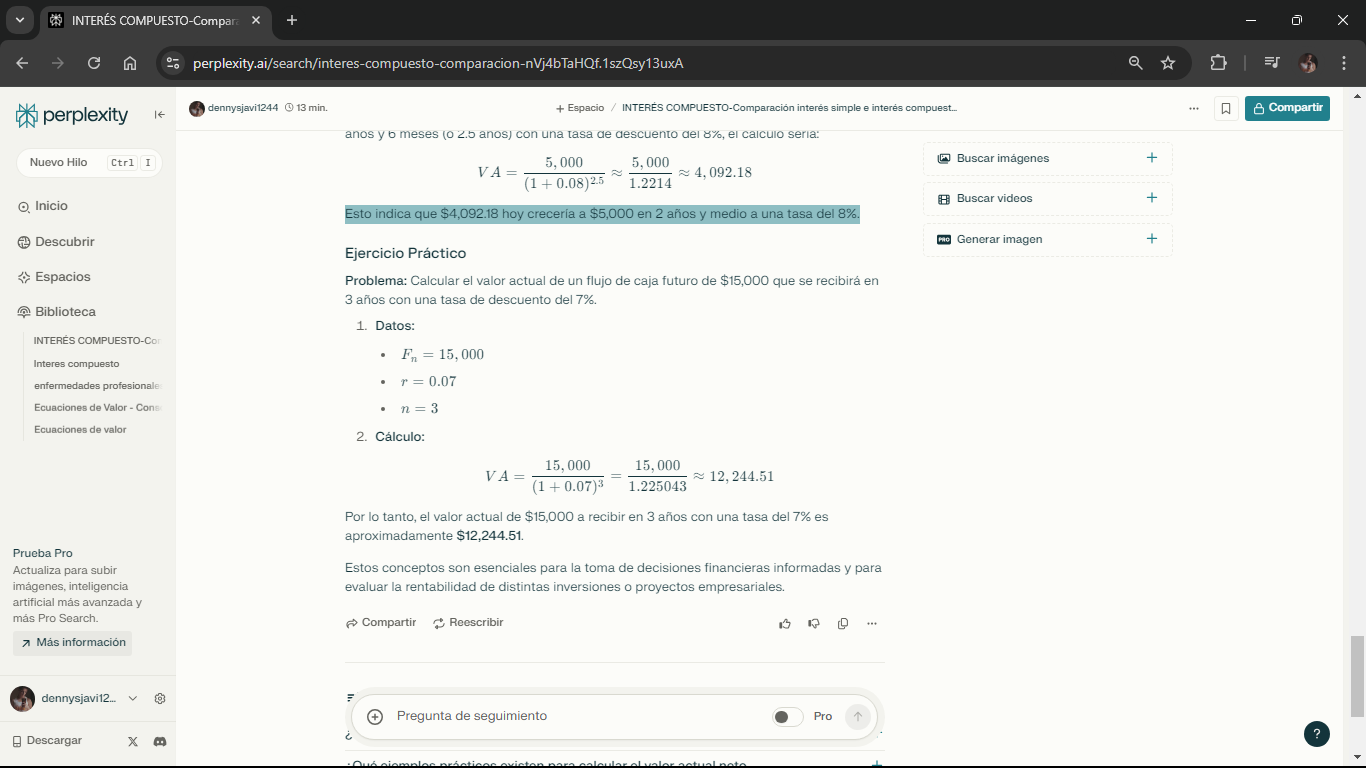 INTERÉS COMPUESTO-Compara
perplexity.ai/search/interes-compuesto-comparacion-nVj4bTaHQf.1szQsy13uxA
perplexity
Nuevo Hilo Ctrl I
Inicio
Descubrir
Espacios
Biblioteca
INTERÉS COMPUESTO-Co
Interes compuesto
enfermedades profesionale
Ecuaciones de Valor - Cons
Ecuaciones de valor
Prueba Pro
Actualiza para subir
imágenes, inteligencia
artificial más avanzada y
más Pro Search.
Más información
dennysjavi12...
Descargar
dennysjavi1244 13 min.
Espacio / INTERÉS COMPUESTO-Comparación interés simple e interés compuest...
Compartir
años y 6 meses (o 2.5 años) con una tasa de descuento del 8%, el cálculo sería:
VA = 5,000/(1 + 0.08)^2.5 ≈ 5,000/1.2214 ≈ 4,092.18
Esto indica que $4,092.18 hoy crecería a $5,000 en 2 años y medio a una tasa del 8%.
Ejercicio Práctico
Problema: Calcular el valor actual de un flujo de caja futuro de $15,000 que se recibirá en
3 años con una tasa de descuento del 7%.
1. Datos:
• Fn = 15,000
• r = 0.07
• n = 3
2. Cálculo:
VA = 15,000/(1 + 0.07)^3 = 15,000/1.225043 ≈ 12,244.51
Por lo tanto, el valor actual de $15,000 a recibir en 3 años con una tasa del 7% es
aproximadamente $12,244.51.
Estos conceptos son esenciales para la toma de decisiones financieras informadas y para
evaluar la rentabilidad de distintas inversiones o proyectos empresariales.
Compartir Reescribir
Pregunta de seguimiento Pro
¿Qué ejemplos prácticos existen para calcular el valor actual neto
Buscar imágenes
Buscar videos
PRO Generar imagen
?